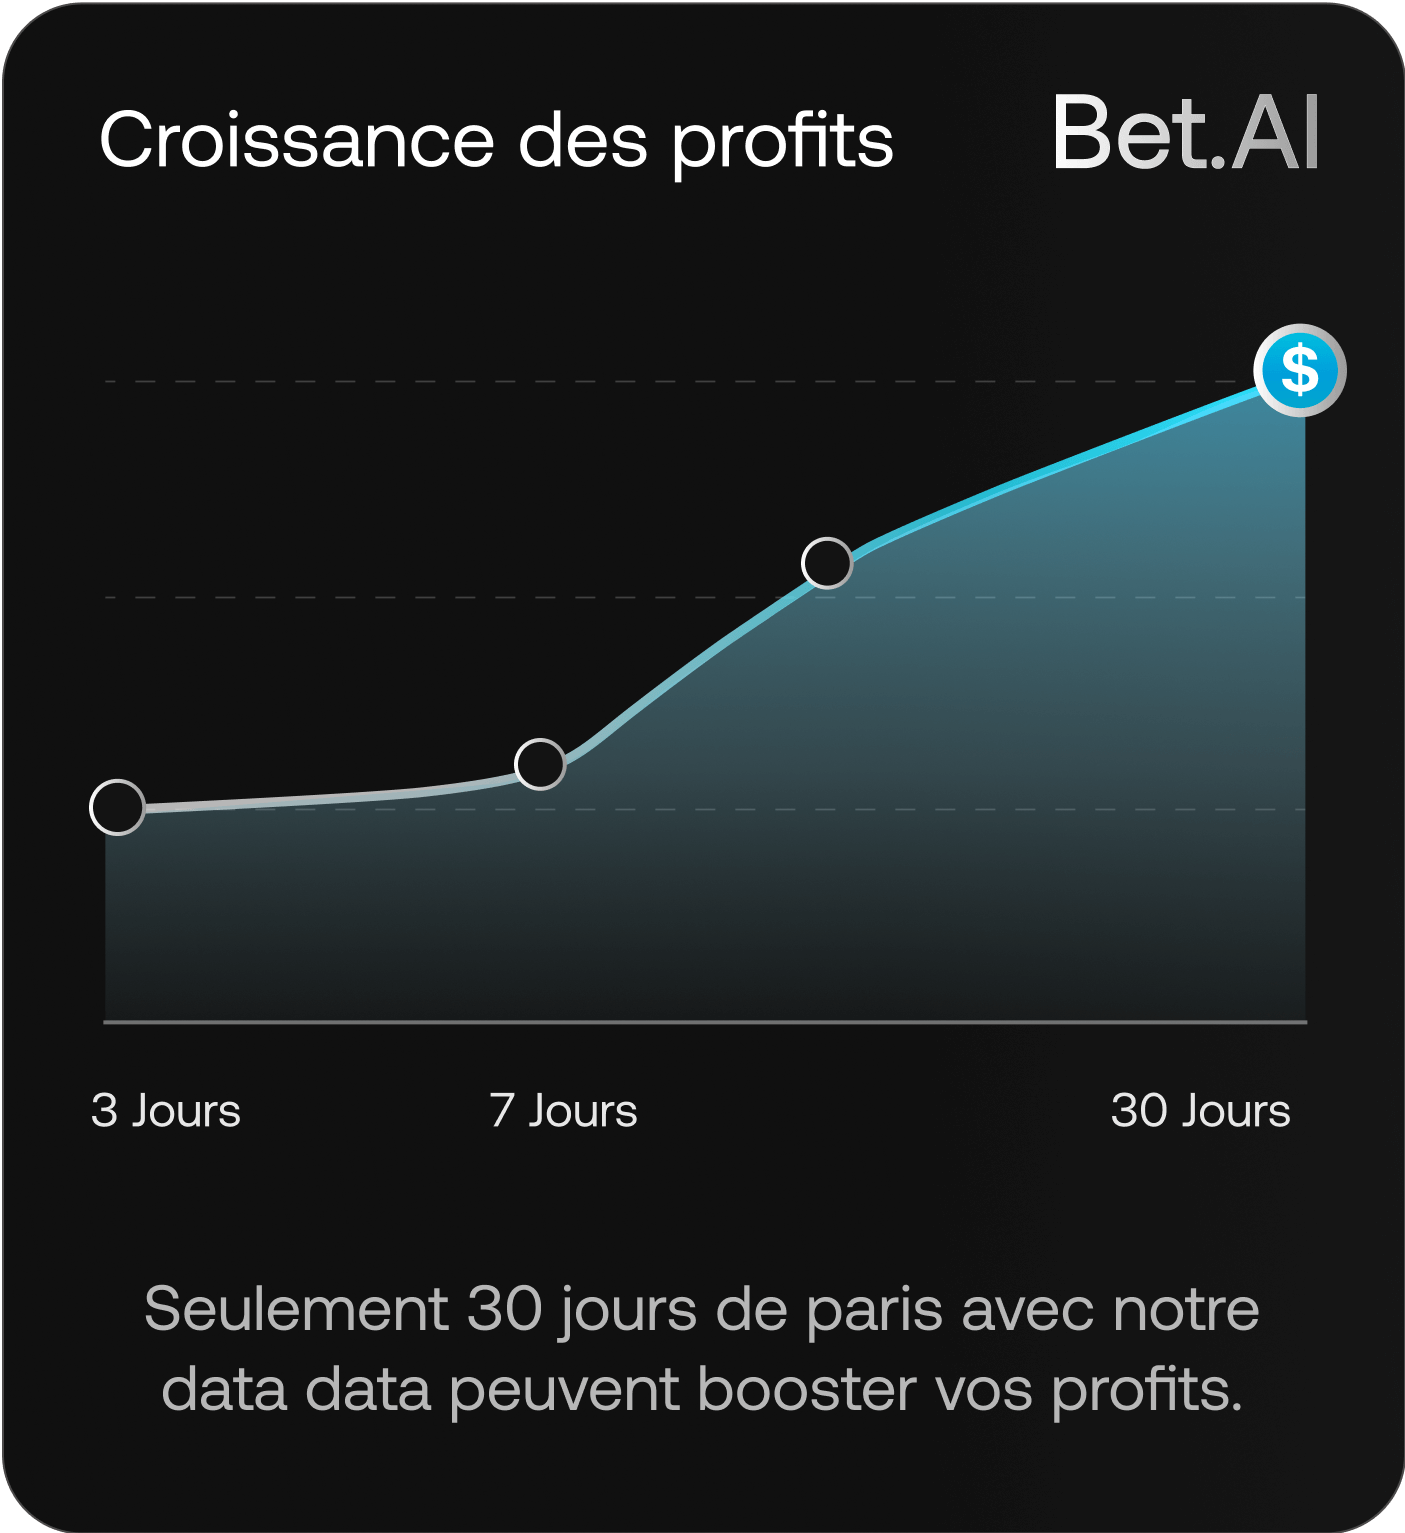 Croissance des profits
Bet.AI
$
3 Jours
7 Jours
30 Jours
Seulement 30 jours de paris avec notre
data data peuvent booster vos profits.